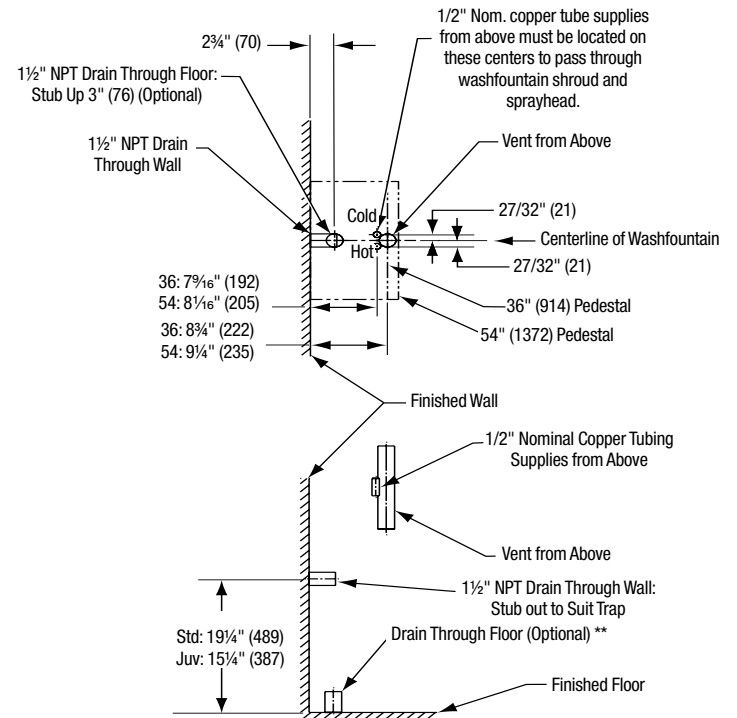 1/2" Nom. copper tube supplies
from above must be located on
these centers to pass through
washfountain shroud and
sprayhead.
2¾" (70)
1½" NPT Drain Through Floor:
Stub Up 3" (76) (Optional)
1½" NPT Drain
Through Wall
Vent from Above
Cold
Hot
27/32" (21)
Centerline of Washfountain
27/32" (21)
36: 7⁹⁄₁₆" (192)
54: 8¹⁄₁₆" (205)
36: 8¾" (222)
54: 9¼" (235)
36" (914) Pedestal
54" (1372) Pedestal
Finished Wall
1/2" Nominal Copper Tubing
Supplies from Above
Vent from Above
1½" NPT Drain Through Wall:
Stub out to Suit Trap
Std: 19¼" (489)
Juv: 15¼" (387)
Drain Through Floor (Optional) **
Finished Floor